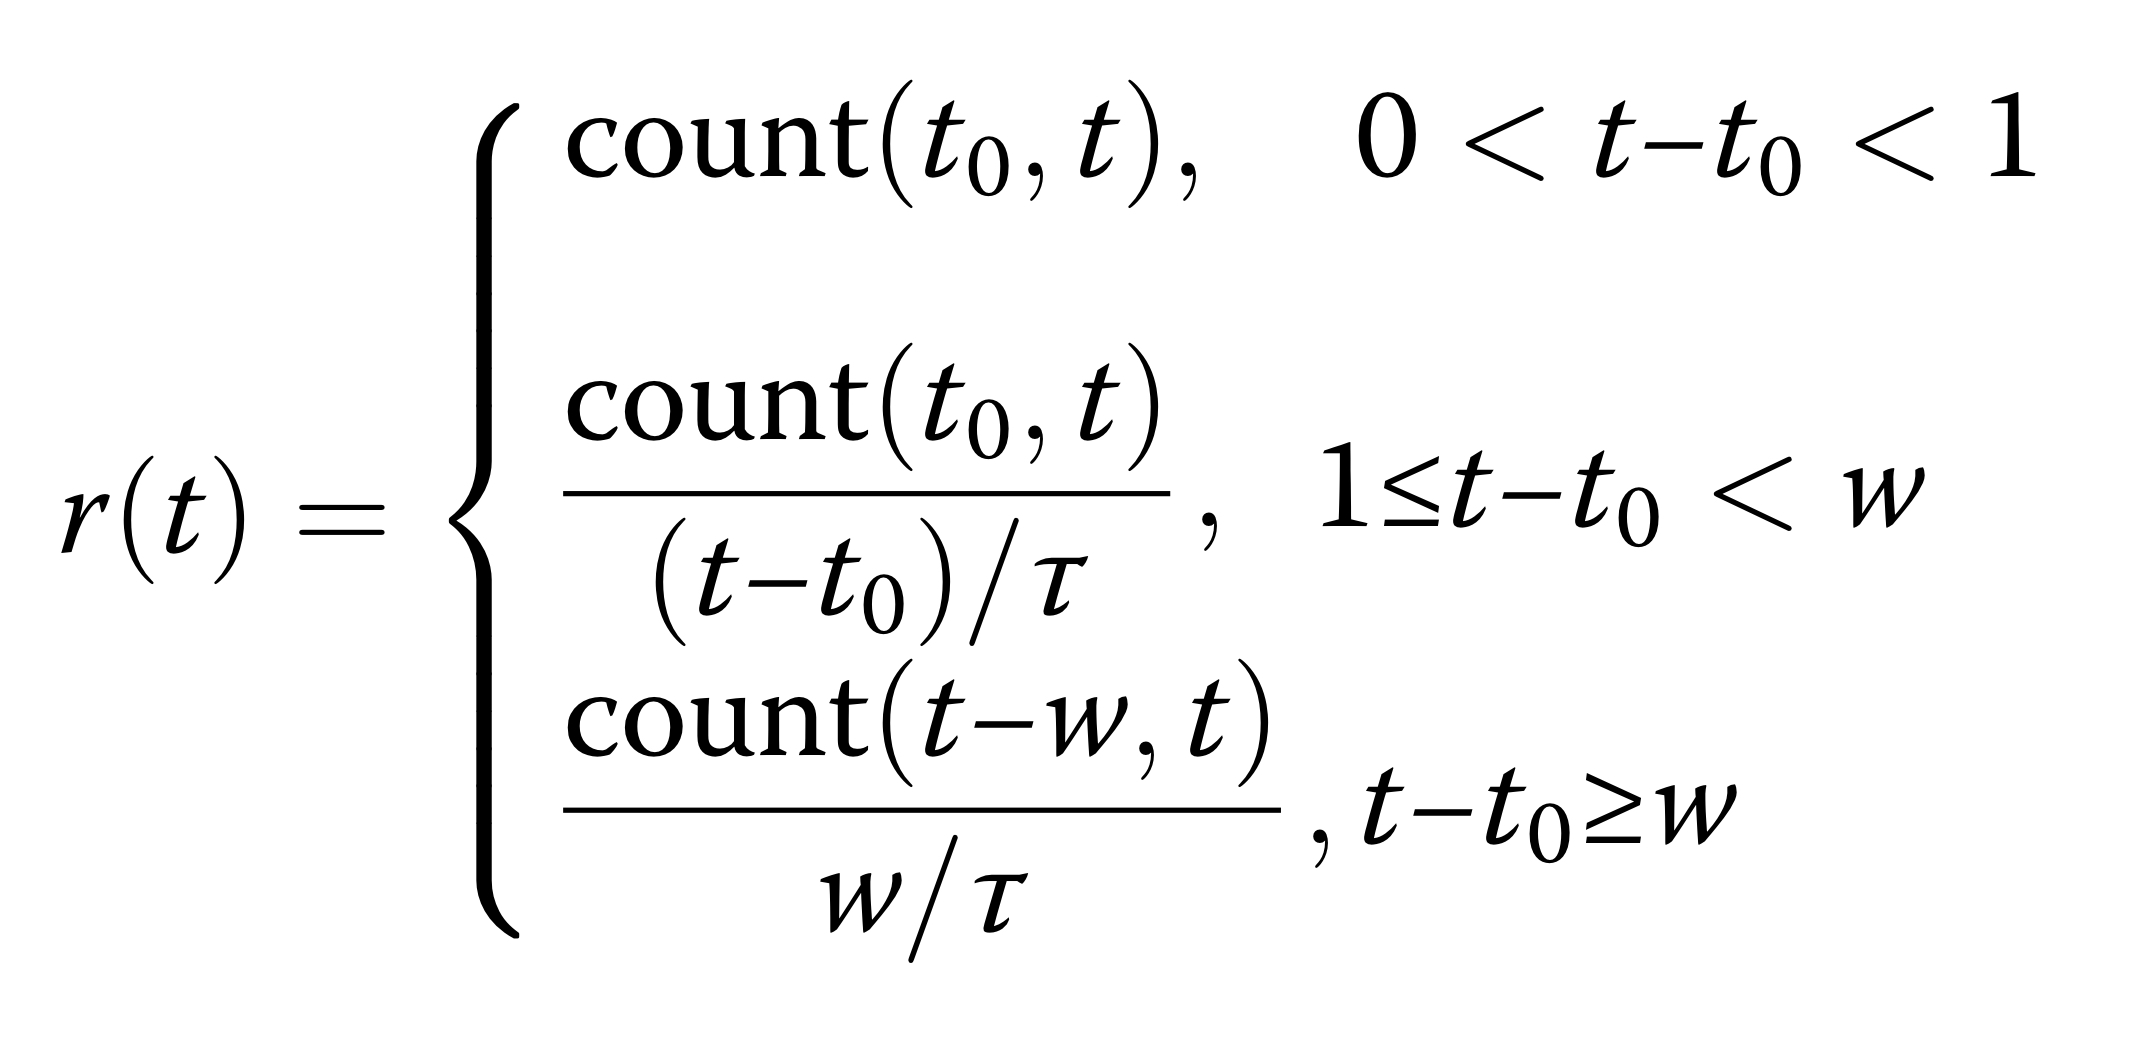 count(t₀, t), 0 < t–t₀ < 1
r(t) = { count(t₀, t) / (t–t₀)/τ , 1≤t–t₀ < w
count(t–w, t) / w/τ , t–t₀≥w